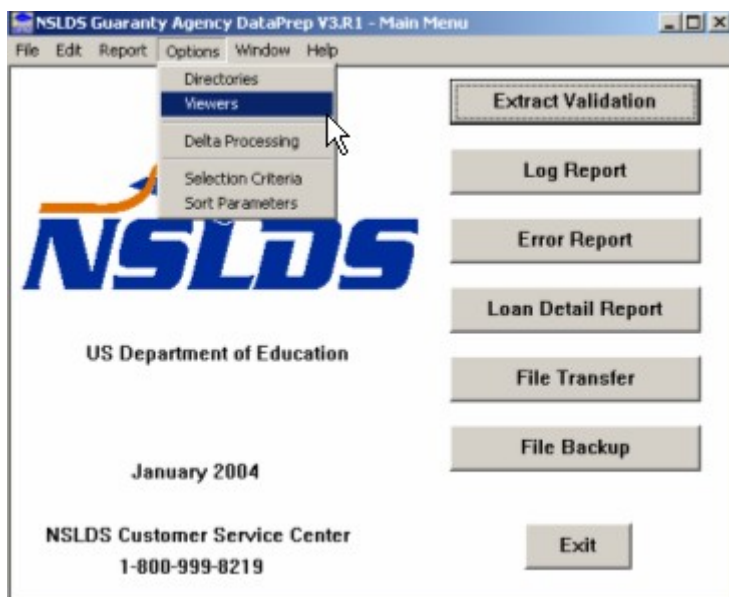 NSLDS Guaranty Agency DataPrep V3.R1 - Main Menu
File Edit Report Options Window Help
Directories
Viewers
Delta Processing
Selection Criteria
Sort Parameters
Extract Validation
Log Report
Error Report
Loan Detail Report
File Transfer
File Backup
Exit
NSLDS
US Department of Education
January 2004
NSLDS Customer Service Center
1-800-999-8219